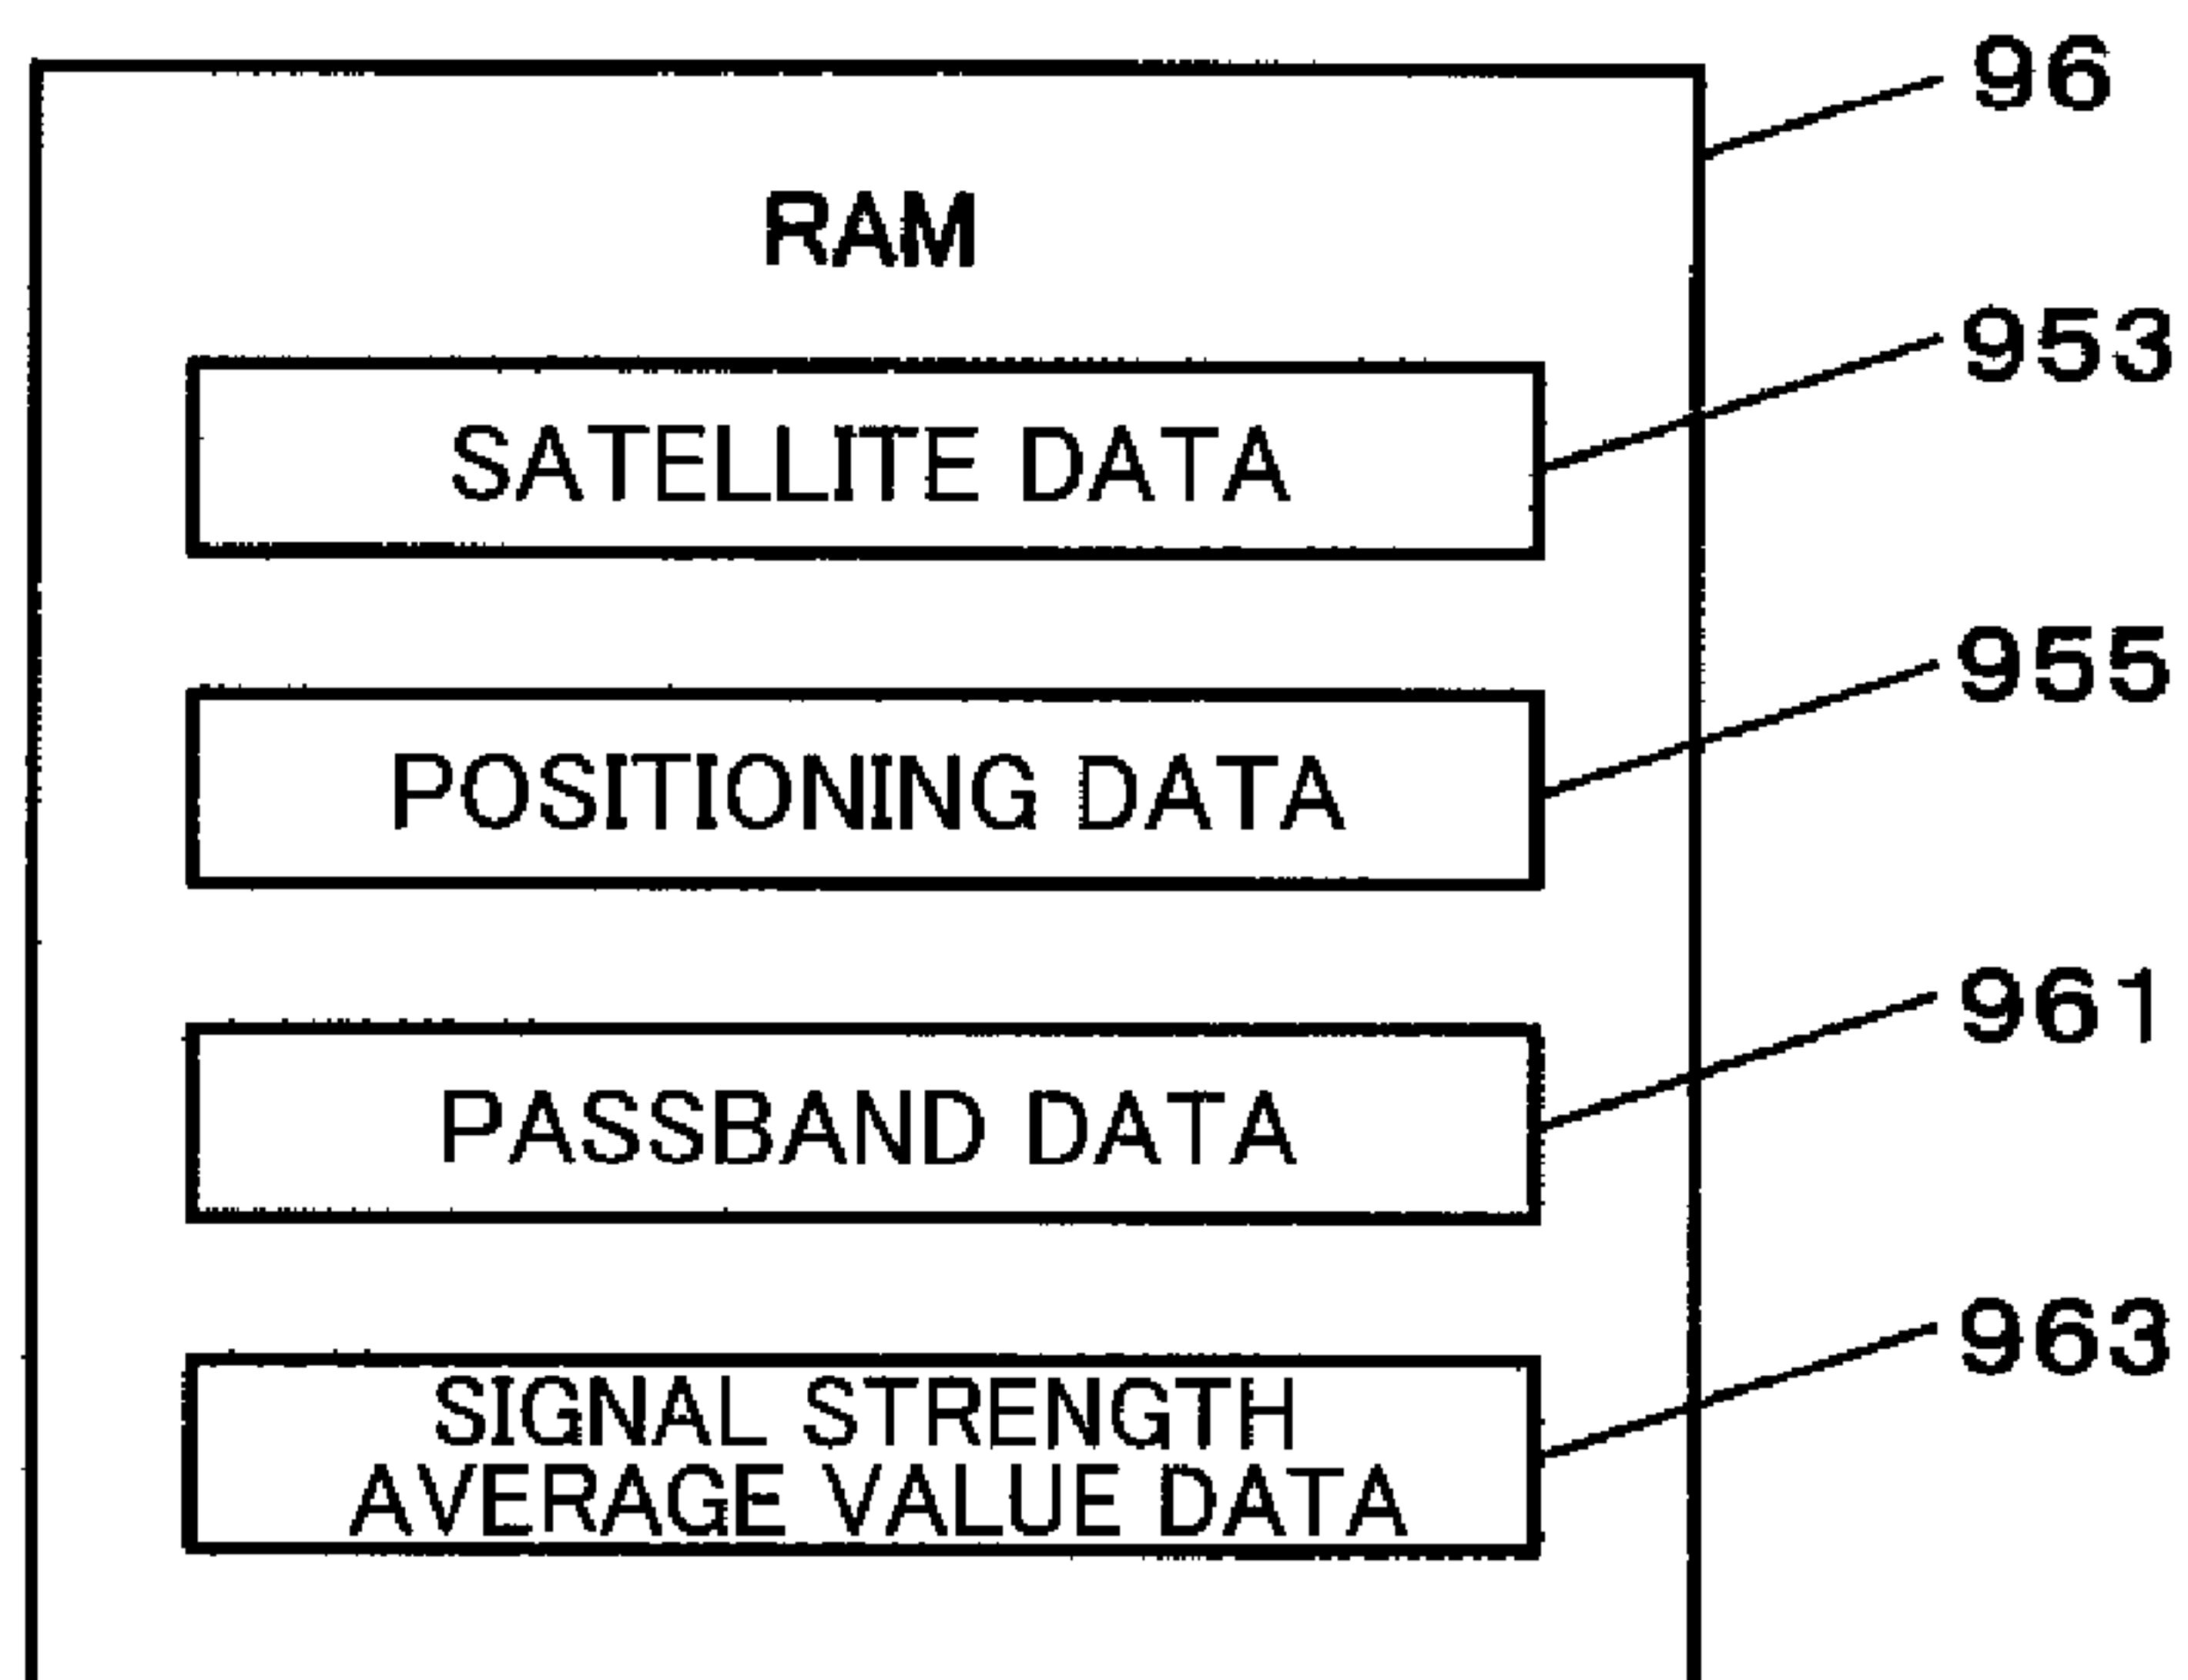 96
RAM
953
SATELLITE DATA
955
POSITIONING DATA
961
PASSBAND DATA
963
SIGNAL STRENGTH
AVERAGE VALUE DATA